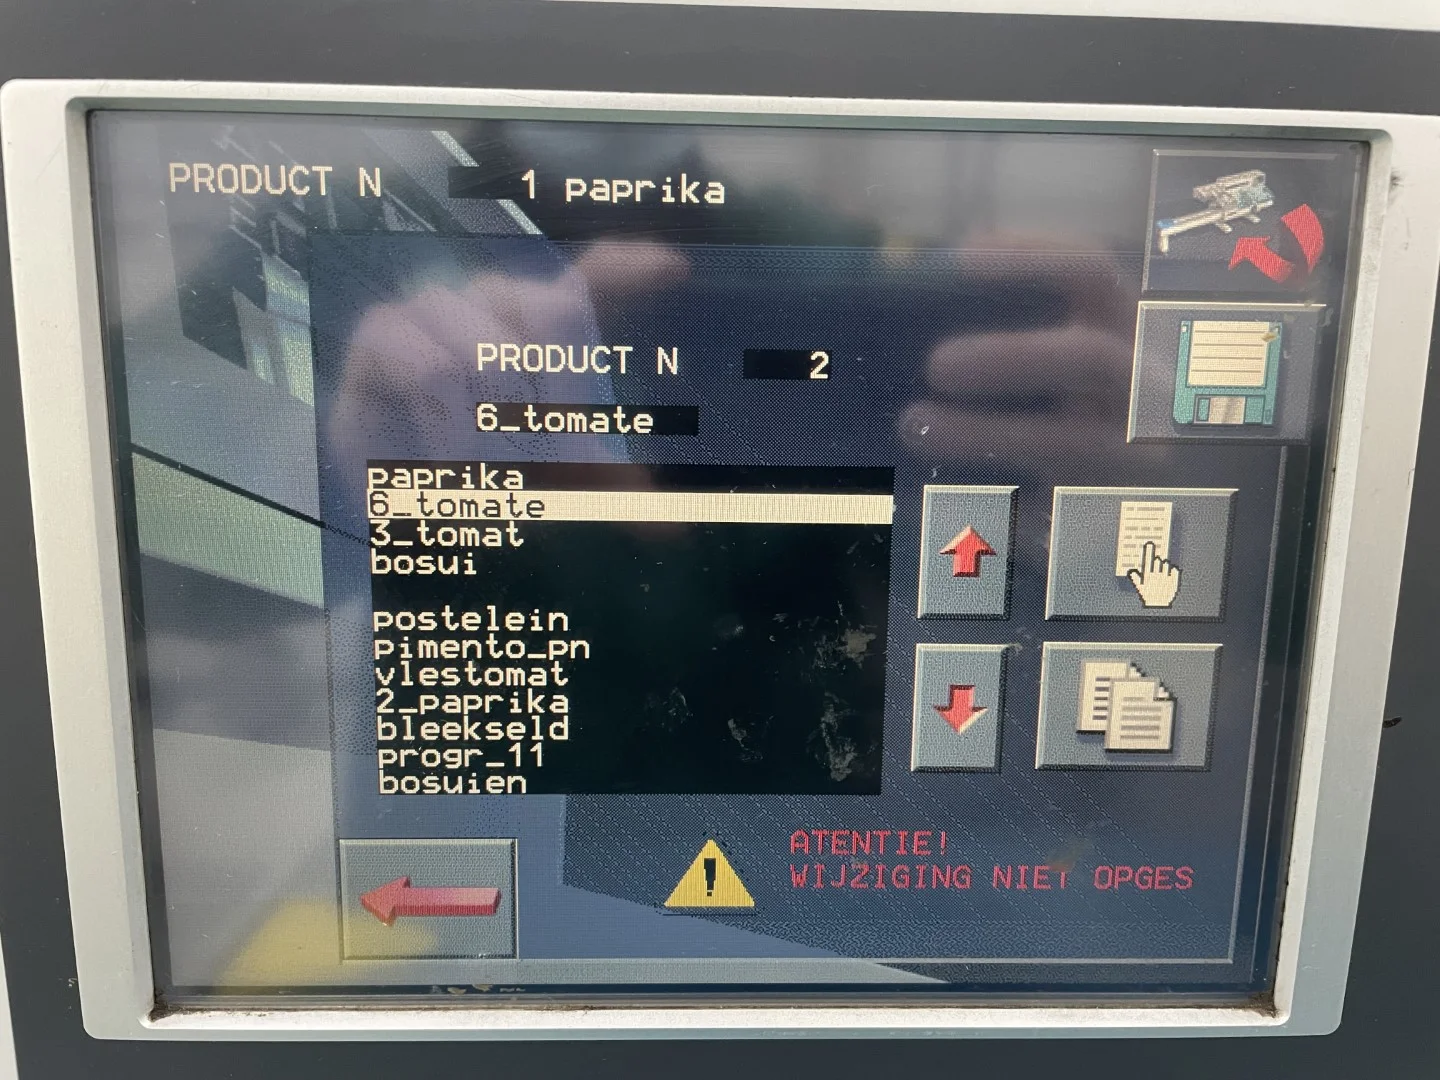 PRODUCT N 1 paprika
PRODUCT N 2
6_tomate
paprika
6_tomate
3_tomat
bosui
postelein
pimento_pn
vlestomat
2_paprika
bleekseld
progr_11
bosuien
ATENTIE!
WIJZIGING NIET OPGES